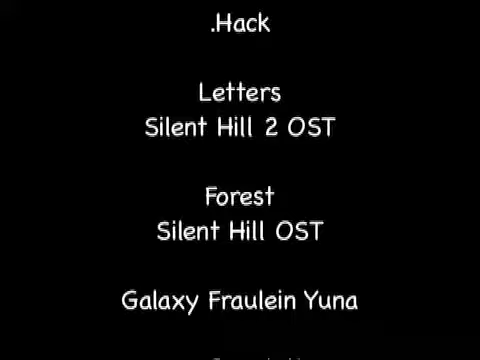 .Hack
Letters
Silent Hill 2 OST
Forest
Silent Hill OST
Galaxy Fraulein Yuna